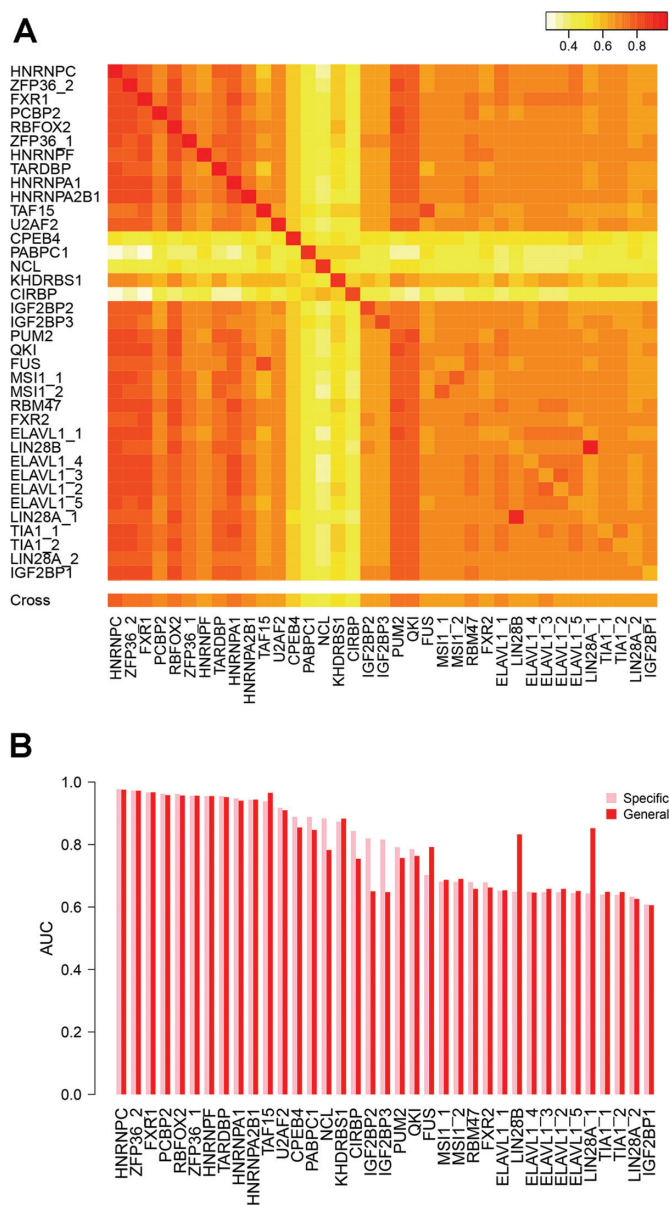 A
0.4 0.6 0.8
HNRNPC
ZFP36_2
FXR1
PCBP2
RBFOX2
ZFP36_1
HNRNPF
TARDBP
HNRNPA1
HNRNPA2B1
TAF15
U2AF2
CPEB4
PABPC1
NCL
KHDRBS1
CIRBP
IGF2BP2
IGF2BP3
PUM2
QKI
FUS
MSI1_1
MSI1_2
RBM47
FXR2
ELAVL1_1
LIN28B
ELAVL1_4
ELAVL1_3
ELAVL1_2
ELAVL1_5
LIN28A_1
TIA1_1
TIA1_2
LIN28A_2
IGF2BP1
Cross
HNRNPC
ZFP36_2
FXR1
PCBP2
RBFOX2
ZFP36_1
HNRNPF
TARDBP
HNRNPA1
HNRNPA2B1
TAF15
U2AF2
CPEB4
PABPC1
NCL
KHDRBS1
CIRBP
IGF2BP2
IGF2BP3
PUM2
QKI
FUS
MSI1_1
MSI1_2
RBM47
FXR2
ELAVL1_1
LIN28B
ELAVL1_4
ELAVL1_3
ELAVL1_2
ELAVL1_5
LIN28A_1
TIA1_1
TIA1_2
LIN28A_2
IGF2BP1
B
1.0
0.8
0.6
0.4
0.2
0.0
AUC
Specific
General
HNRNPC
ZFP36_2
FXR1
PCBP2
RBFOX2
ZFP36_1
HNRNPF
TARDBP
HNRNPA1
HNRNPA2B1
TAF15
U2AF2
CPEB4
PABPC1
NCL
KHDRBS1
CIRBP
IGF2BP2
IGF2BP3
PUM2
QKI
FUS
MSI1_1
MSI1_2
RBM47
FXR2
ELAVL1_1
LIN28B
ELAVL1_4
ELAVL1_3
ELAVL1_2
ELAVL1_5
LIN28A_1
TIA1_1
TIA1_2
LIN28A_2
IGF2BP1